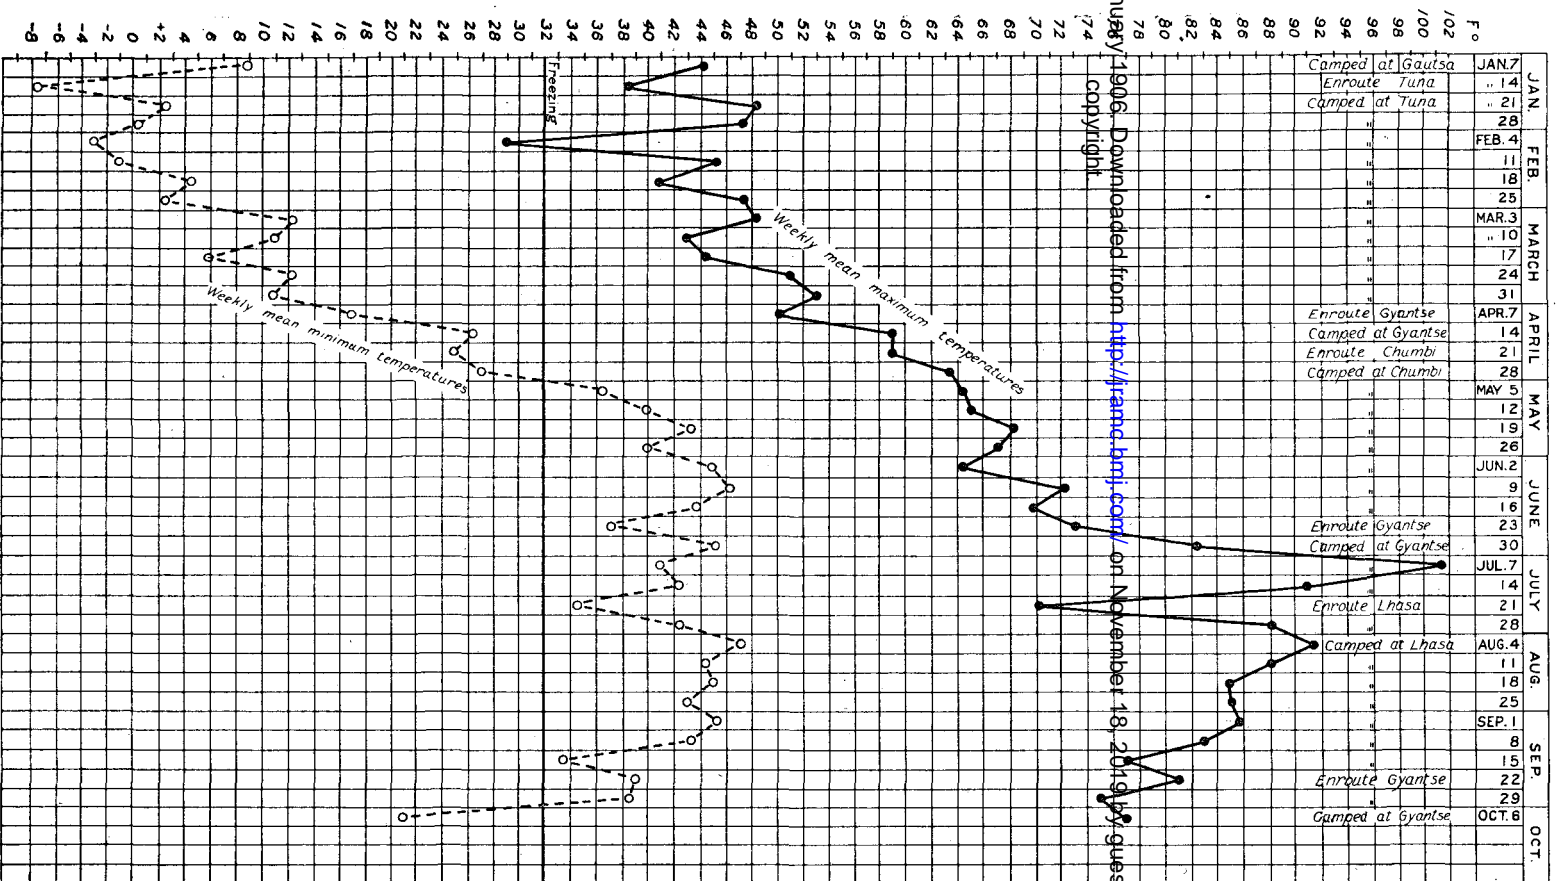 -8 -6 -4 -2 0 +2 +4 6 8 10 12 14 16 18 20 22 24 26 28 30 32 34 36 38 40 42 44 46 48 50 52 54 56 58 60 62 64 66 68 70 72 74 76 78 80 82 84 86 88 90 92 94 96 98 100 102 F°
Camped at Gautsa JAN.7 JAN.
Enroute Tuna " 14
Camped at Tuna " 21
" 28
" FEB. 4 FEB.
" 11
" 18
" 25
" MAR.3 MARCH
" " 10
" 17
" 24
" 31
Enroute Gyantse APR.7 APRIL
Camped at Gyantse 14
Enroute Chumbi 21
Camped at Chumbi 28
" MAY 5 MAY
" 12
" 19
" 26
" JUN.2 JUNE
" 9
" 16
Enroute Gyantse 23
Camped at Gyantse 30
" JUL.7 JULY
" 14
Enroute Lhasa 21
" 28
Camped at Lhasa AUG.4 AUG.
" 11
" 18
" 25
" SEP. 1 SEP.
" 8
" 15
Enroute Gyantse 22
" 29
Camped at Gyantse OCT.6 OCT.
Freezing
Weekly mean maximum temperatures
Weekly mean minimum temperatures
1906. Downloaded from http://jramc.bmj.com/ on November 18, 2019 by
copyright.